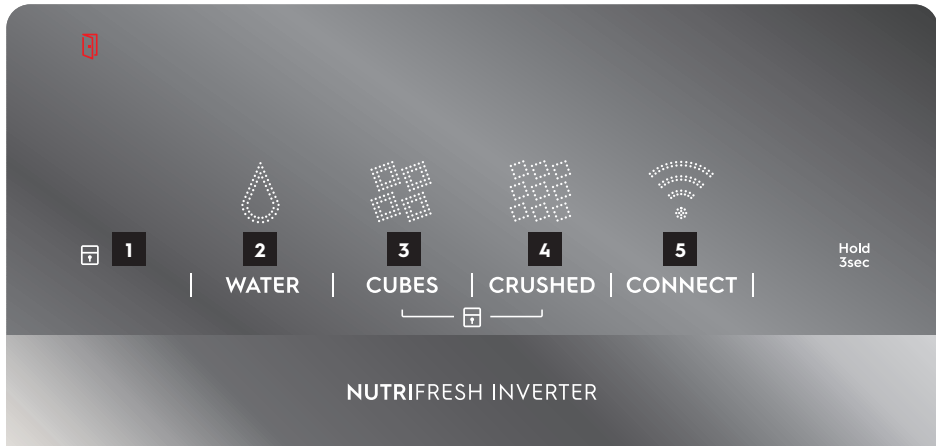 1
2
3
4
5
Hold
3sec
WATER
CUBES
CRUSHED
CONNECT
NUTRIFRESH INVERTER